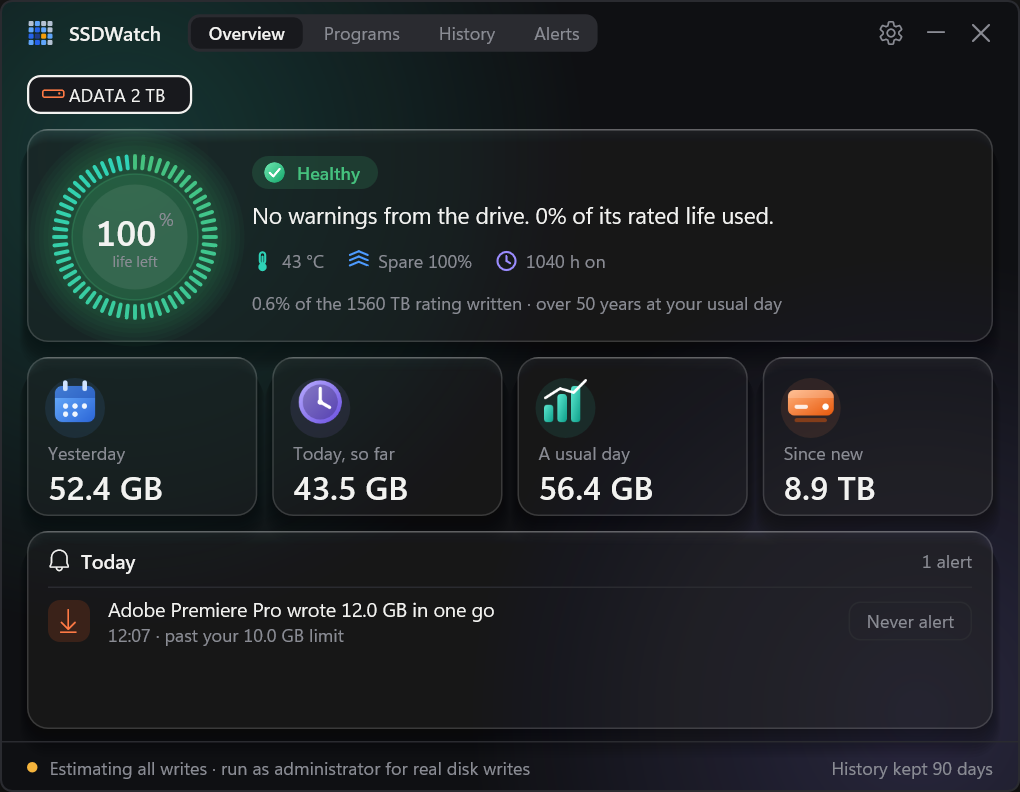 SSDWatch
Overview
Programs
History
Alerts
ADATA 2 TB
100%
life left
Healthy
No warnings from the drive. 0% of its rated life used.
43 °C
Spare 100%
1040 h on
0.6% of the 1560 TB rating written · over 50 years at your usual day
Yesterday
52.4 GB
Today, so far
43.5 GB
A usual day
56.4 GB
Since new
8.9 TB
Today
1 alert
Adobe Premiere Pro wrote 12.0 GB in one go
12:07 · past your 10.0 GB limit
Never alert
Estimating all writes · run as administrator for real disk writes
History kept 90 days